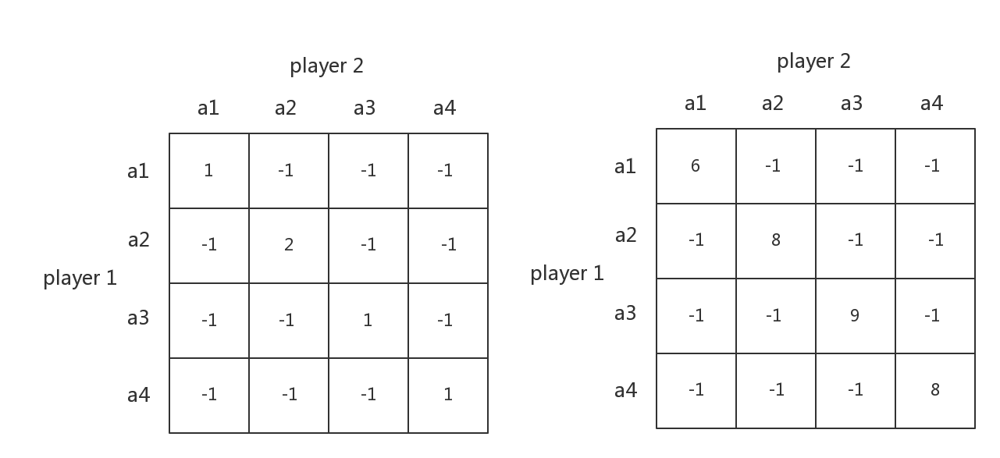 player 2
a1 a2 a3 a4
a1 1 -1 -1 -1
a2 -1 2 -1 -1
player 1
a3 -1 -1 1 -1
a4 -1 -1 -1 1
player 2
a1 a2 a3 a4
a1 6 -1 -1 -1
a2 -1 8 -1 -1
player 1
a3 -1 -1 9 -1
a4 -1 -1 -1 8